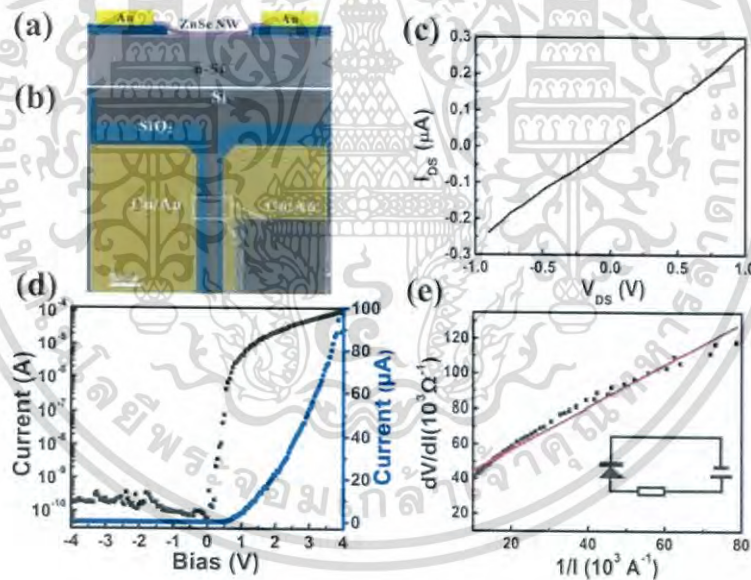 (a)
Au
ZnSe NW
Au
n-Si
(b)
Si
SiO₂
Cu/Au
Cu/Au
(c)
I_DS (μA)
0.3
0.2
0.1
0.0
-0.1
-0.2
-0.3
-1.0 -0.5 0.0 0.5 1.0
V_DS (V)
(d)
Current (A)
10⁻⁴
10⁻⁵
10⁻⁶
10⁻⁷
10⁻⁸
10⁻⁹
10⁻¹⁰
-4 -3 -2 -1 0 1 2 3 4
Bias (V)
100
80
60
40
20
0
Current (μA)
(e)
dV/dI(10³Ω⁻¹)
120
100
80
60
40
20
20 40 60 80
1/I (10³ A⁻¹)